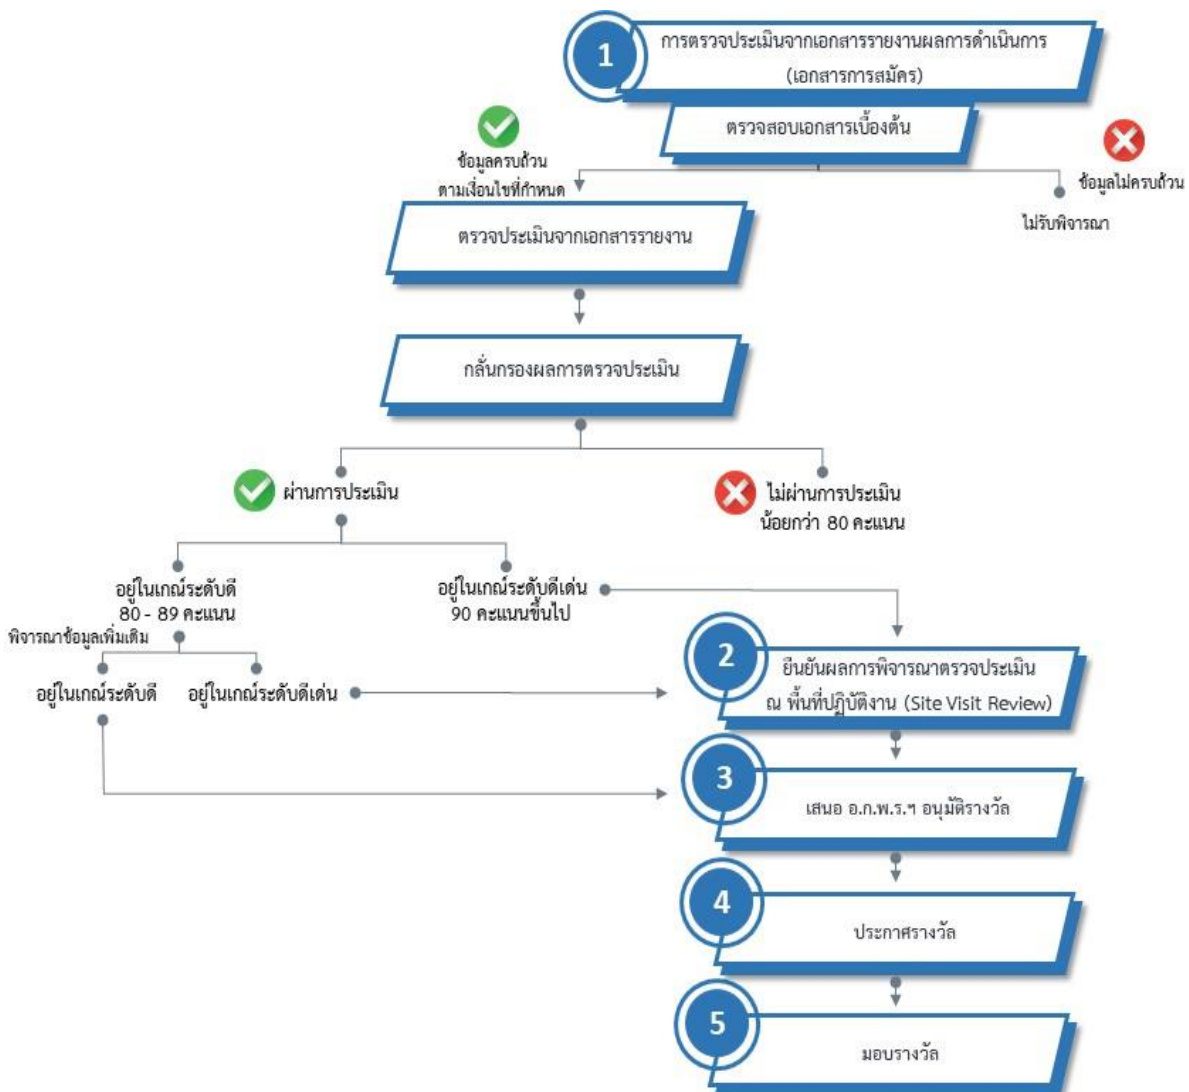 1
การตรวจประเมินจากเอกสารรายงานผลการดำเนินการ
(เอกสารการสมัคร)
ตรวจสอบเอกสารเบื้องต้น
ข้อมูลครบถ้วน
ตามเงื่อนไขที่กำหนด
ข้อมูลไม่ครบถ้วน
ไม่รับพิจารณา
ตรวจประเมินจากเอกสารรายงาน
กลั่นกรองผลการตรวจประเมิน
ผ่านการประเมิน
ไม่ผ่านการประเมิน
น้อยกว่า 80 คะแนน
อยู่ในเกณ์ระดับดี
80 - 89 คะแนน
อยู่ในเกณ์ระดับดีเด่น
90 คะแนนขึ้นไป
พิจารณาข้อมูลเพิ่มเติม
อยู่ในเกณ์ระดับดี
อยู่ในเกณ์ระดับดีเด่น
2
ยืนยันผลการพิจารณาตรวจประเมิน
ณ พื้นที่ปฏิบัติงาน (Site Visit Review)
3
เสนอ อ.ก.พ.ร.ฯ อนุมัติรางวัล
4
ประกาศรางวัล
5
มอบรางวัล